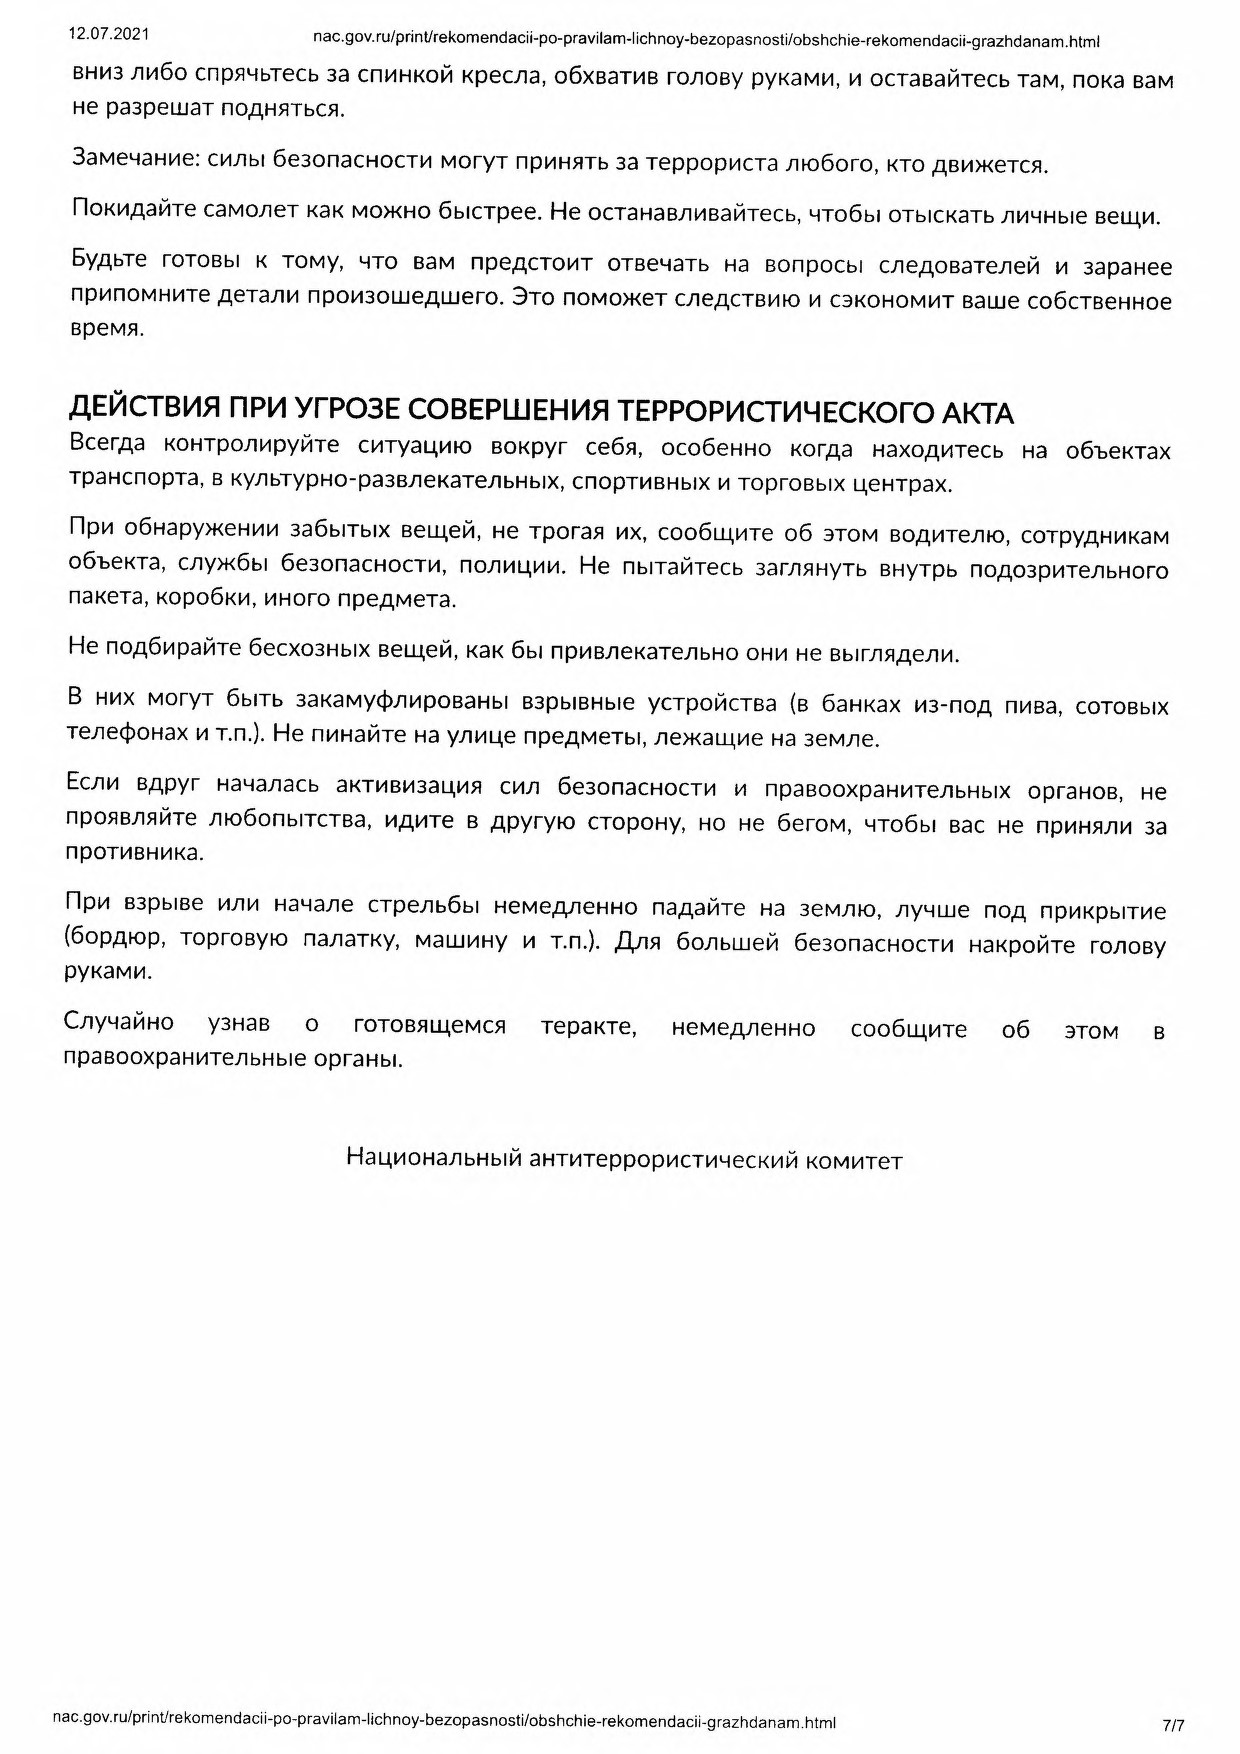 12.07.2021 nac.gov.ru/print/rekomendacii-po-pravilam-lichnoy-bezopasnosti/obshchie-rekomendacii-grazhdanam.html
вниз либо спрячьтесь за спинкой кресла, обхватив голову руками, и оставайтесь там, пока вам
не разрешат подняться.
Замечание: силы безопасности могут принять за террориста любого, кто движется.
Покидайте самолет как можно быстрее. Не останавливайтесь, чтобы отыскать личные вещи.
Будьте готовы к тому, что вам предстоит отвечать на вопросы следователей и заранее
припомните детали произошедшего. Это поможет следствию и сэкономит ваше собственное
время.
ДЕЙСТВИЯ ПРИ УГРОЗЕ СОВЕРШЕНИЯ ТЕРРОРИСТИЧЕСКОГО АКТА
Всегда контролируйте ситуацию вокруг себя, особенно когда находитесь на объектах
транспорта, в культурно-развлекательных, спортивных и торговых центрах.
При обнаружении забытых вещей, не трогая их, сообщите об этом водителю, сотрудникам
объекта, службы безопасности, полиции. Не пытайтесь заглянуть внутрь подозрительного
пакета, коробки, иного предмета.
Не подбирайте бесхозных вещей, как бы привлекательно они не выглядели.
В них могут быть закамуфлированы взрывные устройства (в банках из-под пива, сотовых
телефонах и т.п.). Не пинайте на улице предметы, лежащие на земле.
Если вдруг началась активизация сил безопасности и правоохранительных органов, не
проявляйте любопытства, идите в другую сторону, но не бегом, чтобы вас не приняли за
противника.
При взрыве или начале стрельбы немедленно падайте на землю, лучше под прикрытие
(бордюр, торговую палатку, машину и т.п.). Для большей безопасности накройте голову
руками.
Случайно узнав о готовящемся теракте, немедленно сообщите об этом в
правоохранительные органы.
Национальный антитеррористический комитет
nac.gov.ru/print/rekomendacii-po-pravilam-lichnoy-bezopasnosti/obshchie-rekomendacii-grazhdanam.html 7/7